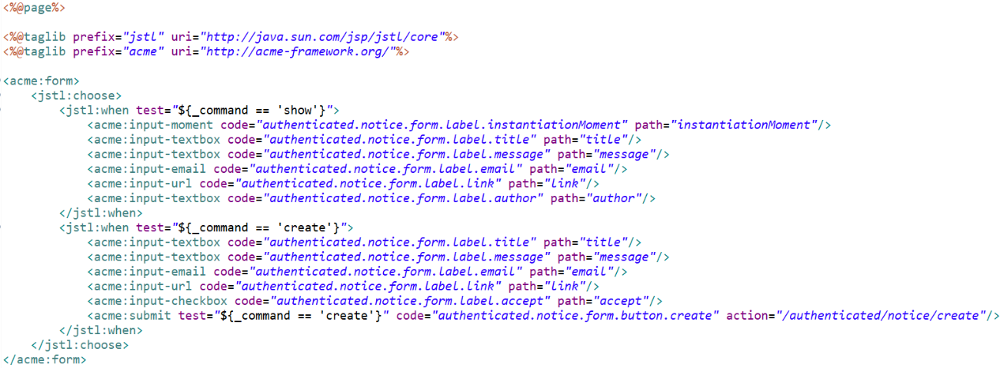 <%@page%>
<%@taglib prefix="jstl" uri="http://java.sun.com/jsp/jstl/core"%>
<%@taglib prefix="acme" uri="http://acme-framework.org/"%>
<acme:form>
<jstl:choose>
<jstl:when test="${_command == 'show'}">
<acme:input-moment code="authenticated.notice.form.label.instantiationMoment" path="instantiationMoment"/>
<acme:input-textbox code="authenticated.notice.form.label.title" path="title"/>
<acme:input-textbox code="authenticated.notice.form.label.message" path="message"/>
<acme:input-email code="authenticated.notice.form.label.email" path="email"/>
<acme:input-url code="authenticated.notice.form.label.link" path="link"/>
<acme:input-textbox code="authenticated.notice.form.label.author" path="author"/>
</jstl:when>
<jstl:when test="${_command == 'create'}">
<acme:input-textbox code="authenticated.notice.form.label.title" path="title"/>
<acme:input-textbox code="authenticated.notice.form.label.message" path="message"/>
<acme:input-email code="authenticated.notice.form.label.email" path="email"/>
<acme:input-url code="authenticated.notice.form.label.link" path="link"/>
<acme:input-checkbox code="authenticated.notice.form.label.accept" path="accept"/>
<acme:submit test="${_command == 'create'}" code="authenticated.notice.form.button.create" action="/authenticated/notice/create"/>
</jstl:when>
</jstl:choose>
</acme:form>